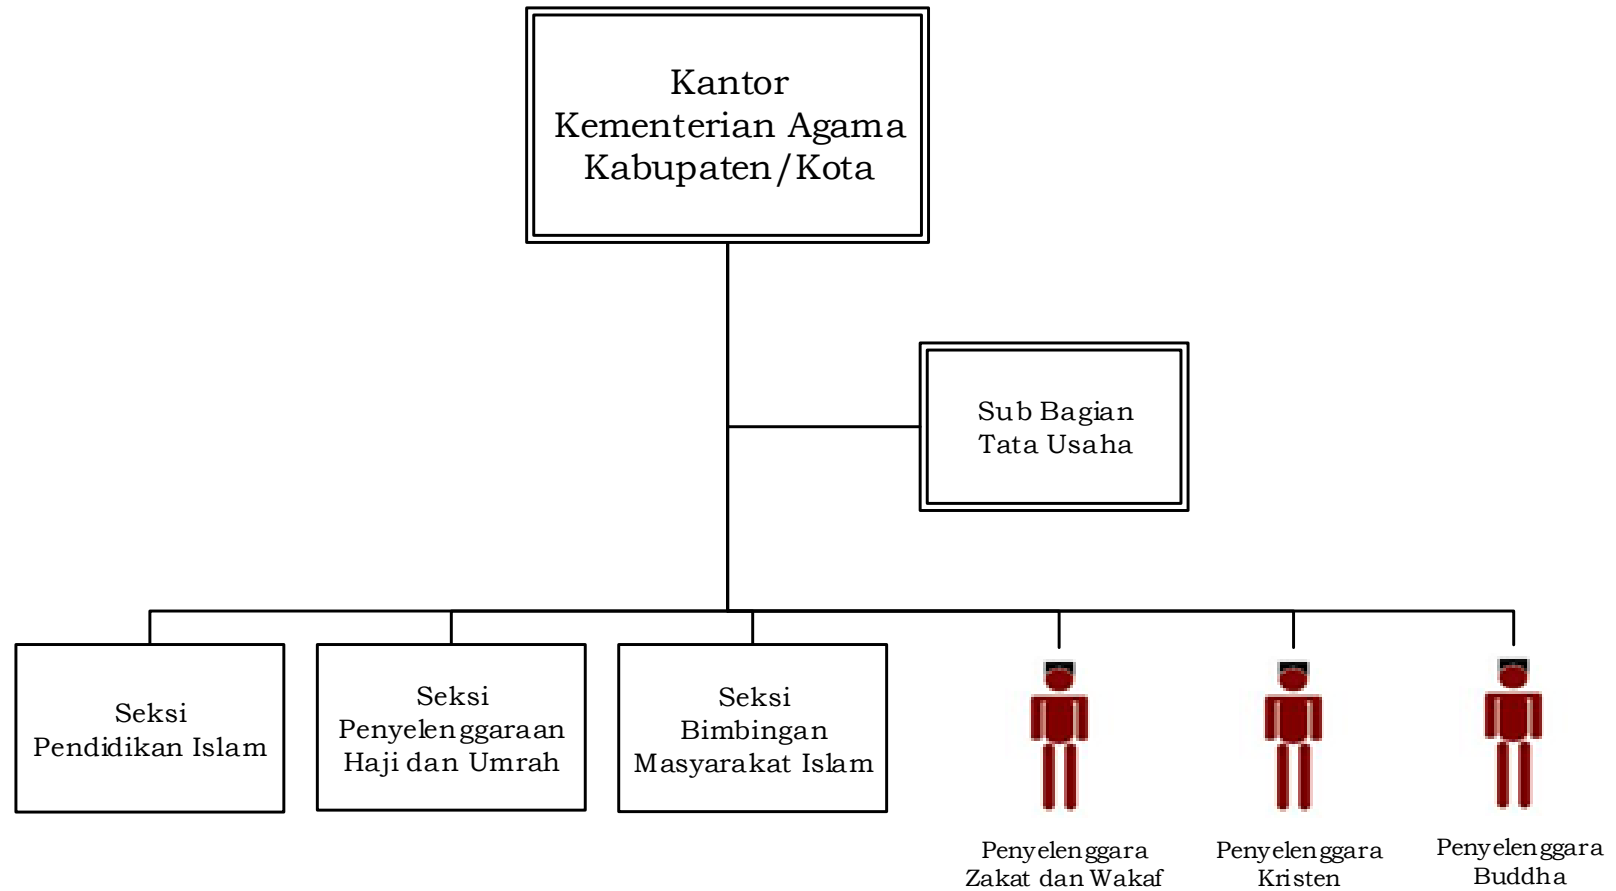 Kantor
Kementerian Agama
Kabupaten/Kota
Sub Bagian
Tata Usaha
Seksi
Pendidikan Islam
Seksi
Penyelenggaraan
Haji dan Umrah
Seksi
Bimbingan
Masyarakat Islam
Penyelenggara
Zakat dan Wakaf
Penyelenggara
Kristen
Penyelenggara
Buddha